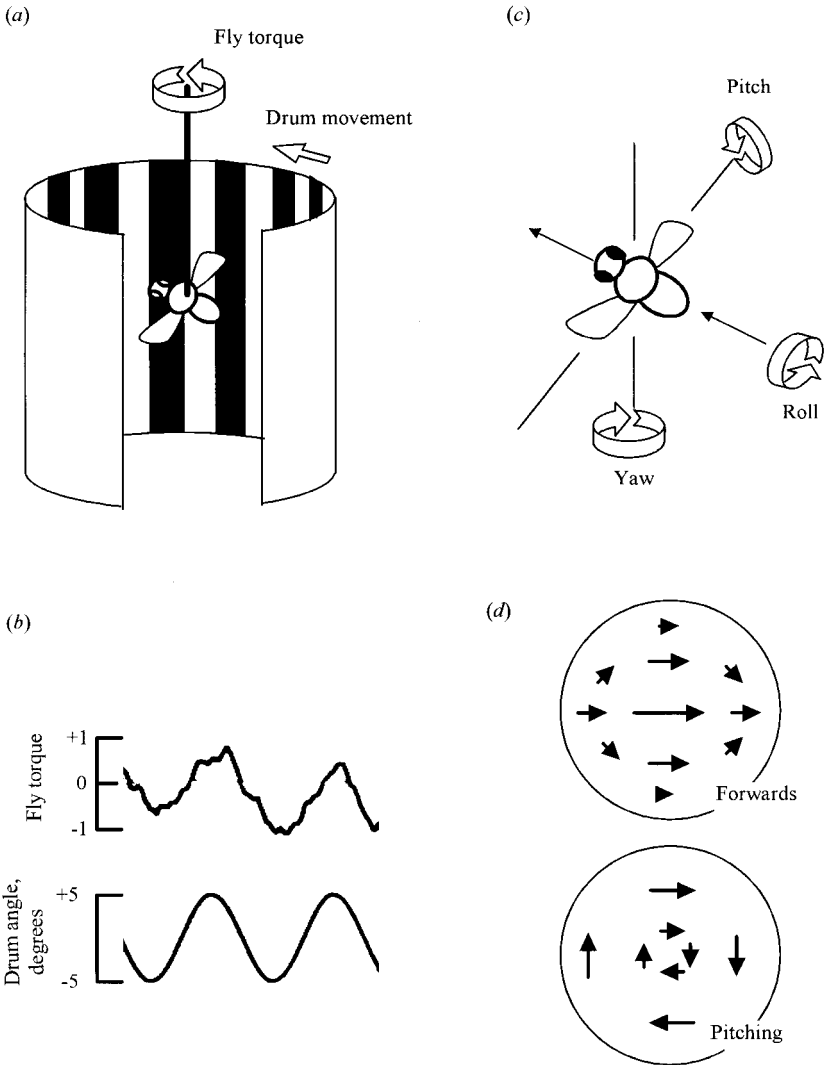 (a)
Fly torque
Drum movement
(c)
Pitch
Roll
Yaw
(b)
Fly torque
+1
0
-1
Drum angle,
degrees
+5
-5
(d)
Forwards
Pitching